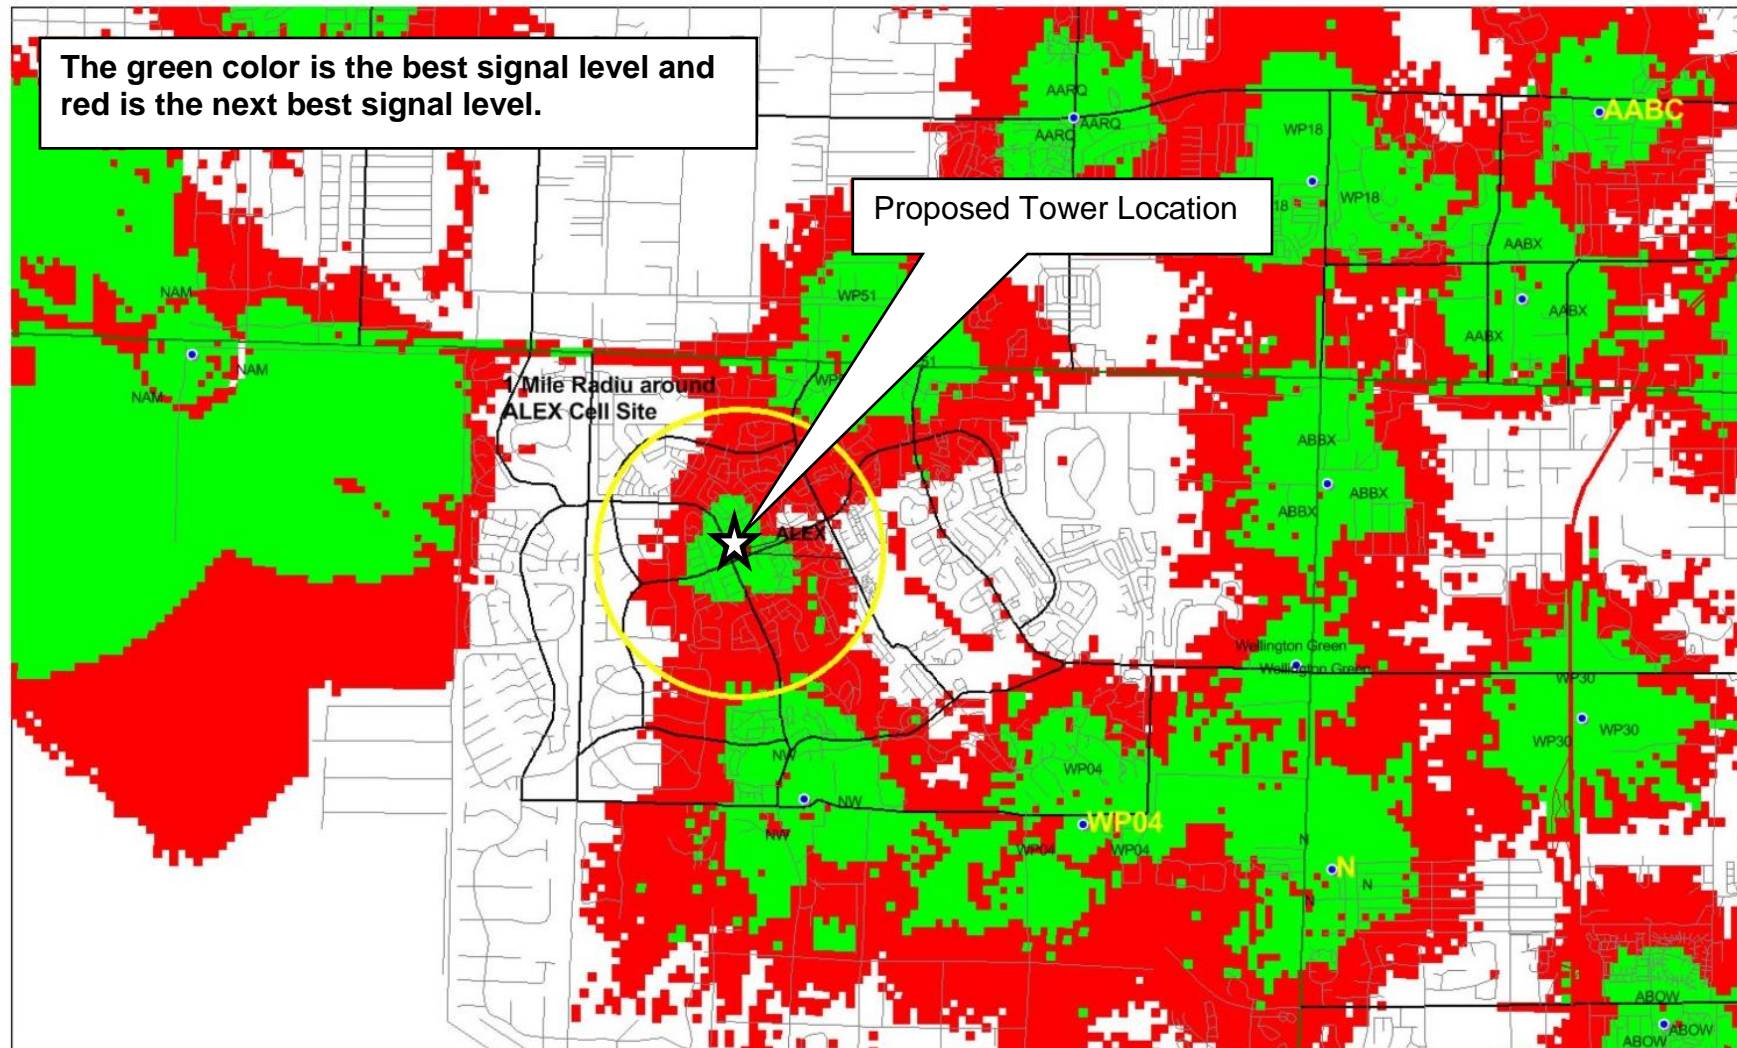 The green color is the best signal level and
red is the next best signal level.
AARQ
AARQ
AARQ
AABC
WP18
WP18
18
Proposed Tower Location
AABX
AABX
AABX
NAM
NAM
NAM
WP51
51
1 Mile Radiu around
ALEX Cell Site
ABBX
ABBX
ABBX
ALEX
Wellington Green
Wellington Green
WP30
WP30
WP30
NW
NW
NW
WP04
WP04
WP04
WP04
N
N
N
N
ABOW
ABOW
ABOW